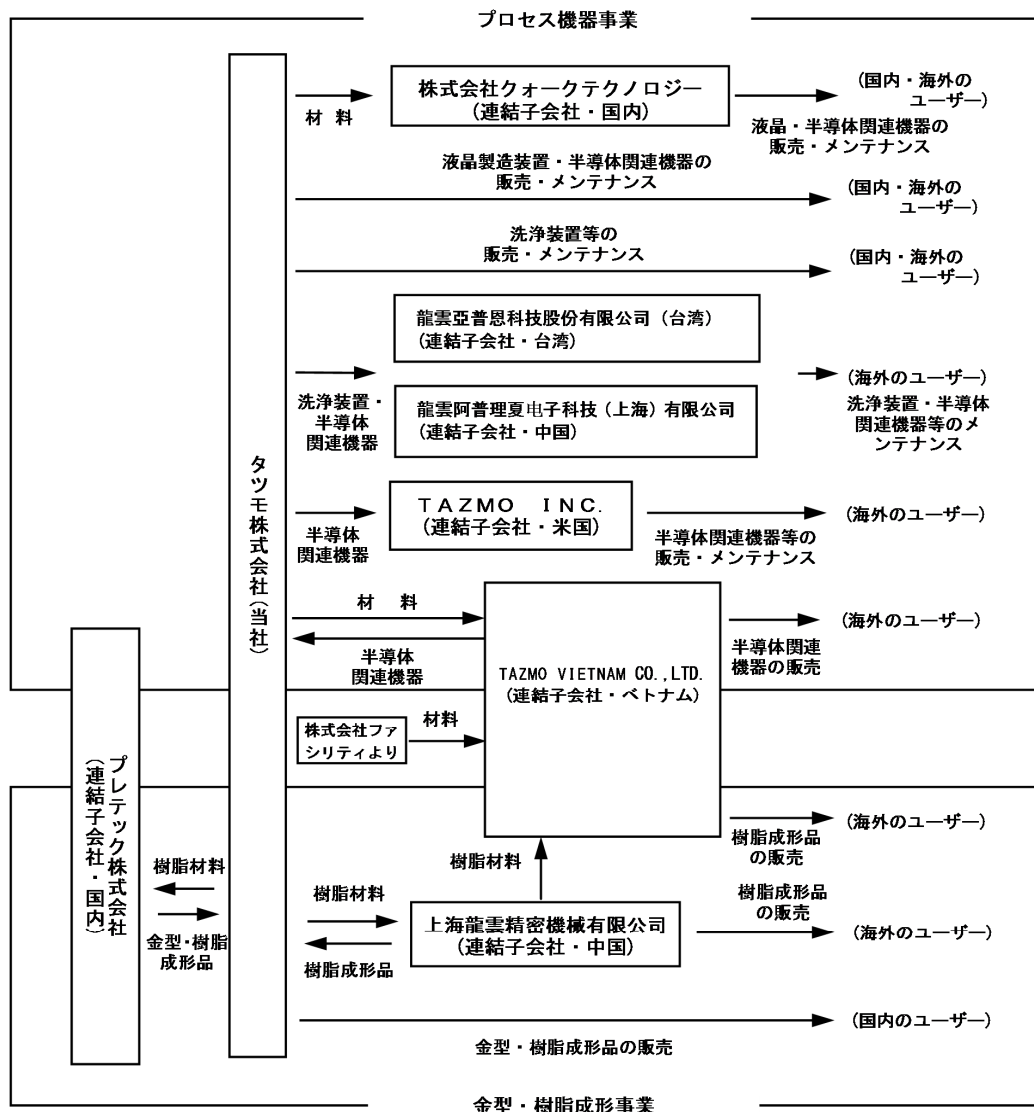 プロセス機器事業
材 料
株式会社クォークテクノロジー
(連結子会社・国内)
(国内・海外の
ユーザー)
液晶・半導体関連機器の
販売・メンテナンス
液晶製造装置・半導体関連機器の
販売・メンテナンス
(国内・海外の
ユーザー)
洗浄装置等の
販売・メンテナンス
(国内・海外の
ユーザー)
龍雲亞普恩科技股份有限公司(台湾)
(連結子会社・台湾)
洗浄装置・
半導体
関連機器
龍雲阿普理夏电子科技(上海)有限公司
(連結子会社・中国)
(海外のユーザー)
洗浄装置・半導体
関連機器等のメ
ンテナンス
タツモ株式会社(当社)
TAZMO INC.
(連結子会社・米国)
半導体
関連機器
半導体関連機器等の
販売・メンテナンス
(海外のユーザー)
材 料
半導体
関連機器
TAZMO VIETNAM CO.,LTD.
(連結子会社・ベトナム)
(海外のユーザー)
半導体関連
機器の販売
株式会社ファ
シリティより
材料
プレテック株式会社
(連結子会社・国内)
樹脂材料
金型・樹脂
成形品
(海外のユーザー)
樹脂成形品
の販売
樹脂材料
樹脂材料
樹脂成形品
上海龍雲精密機械有限公司
(連結子会社・中国)
樹脂成形品
の販売
(海外のユーザー)
(国内のユーザー)
金型・樹脂成形品の販売
金型・樹脂成形事業